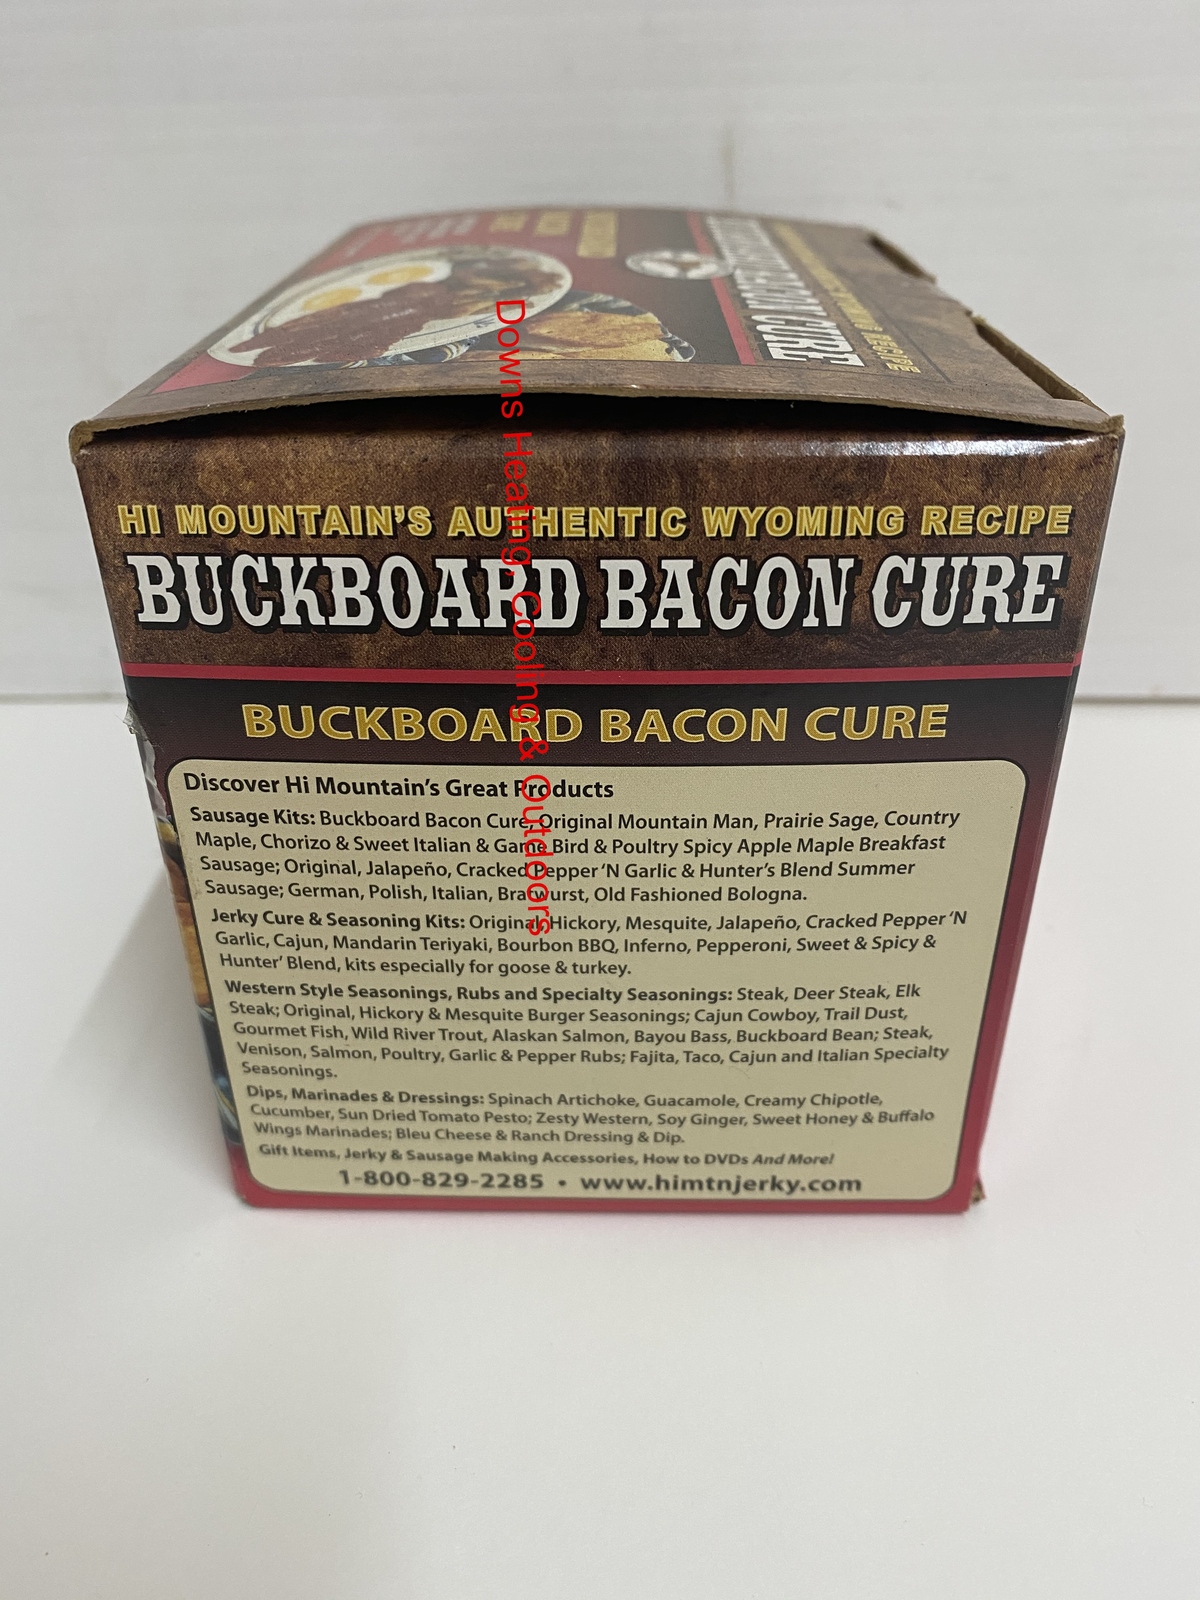 BUCKBOARD BACON CURE
HI MOUNTAIN'S AUTHENTIC WYOMING RECIPE
BUCKBOARD BACON CURE
BUCKBOARD BACON CURE
Discover Hi Mountain's Great Products
Sausage Kits: Buckboard Bacon Cure, Original Mountain Man, Prairie Sage, Country
Maple, Chorizo & Sweet Italian & Game Bird & Poultry Spicy Apple Maple Breakfast
Sausage; Original, Jalapeño, Cracked Pepper 'N Garlic & Hunter's Blend Summer
Sausage; German, Polish, Italian, Bratwurst, Old Fashioned Bologna.
Jerky Cure & Seasoning Kits: Original, Hickory, Mesquite, Jalapeño, Cracked Pepper 'N
Garlic, Cajun, Mandarin Teriyaki, Bourbon BBQ, Inferno, Pepperoni, Sweet & Spicy &
Hunter' Blend, kits especially for goose & turkey.
Western Style Seasonings, Rubs and Specialty Seasonings: Steak, Deer Steak, Elk
Steak; Original, Hickory & Mesquite Burger Seasonings; Cajun Cowboy, Trail Dust,
Gourmet Fish, Wild River Trout, Alaskan Salmon, Bayou Bass, Buckboard Bean; Steak,
Venison, Salmon, Poultry, Garlic & Pepper Rubs; Fajita, Taco, Cajun and Italian Specialty
Seasonings.
Dips, Marinades & Dressings: Spinach Artichoke, Guacamole, Creamy Chipotle,
Cucumber, Sun Dried Tomato Pesto; Zesty Western, Soy Ginger, Sweet Honey & Buffalo
Wings Marinades; Bleu Cheese & Ranch Dressing & Dip.
Gift Items, Jerky & Sausage Making Accessories, How to DVDs And More!
1-800-829-2285 • www.himtnjerky.com
Downs Heating, Cooling & Outdoors